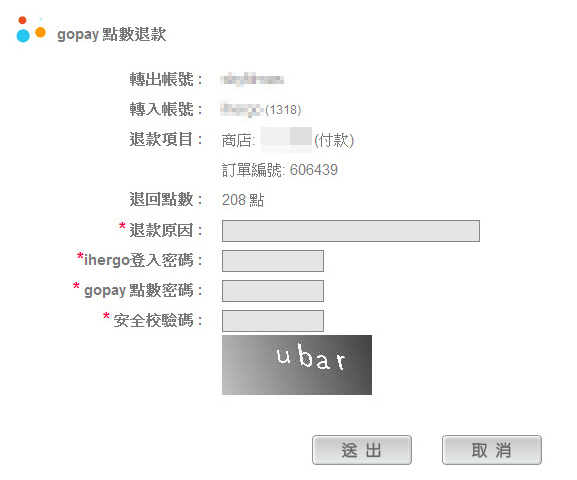 gopay 點數退款
轉出帳號：
轉入帳號： (1318)
退款項目： 商店: (付款)
訂單編號: 606439
退回點數： 208 點
* 退款原因：
*ihergo登入密碼：
* gopay 點數密碼：
* 安全校驗碼：
ubar
送 出 取 消